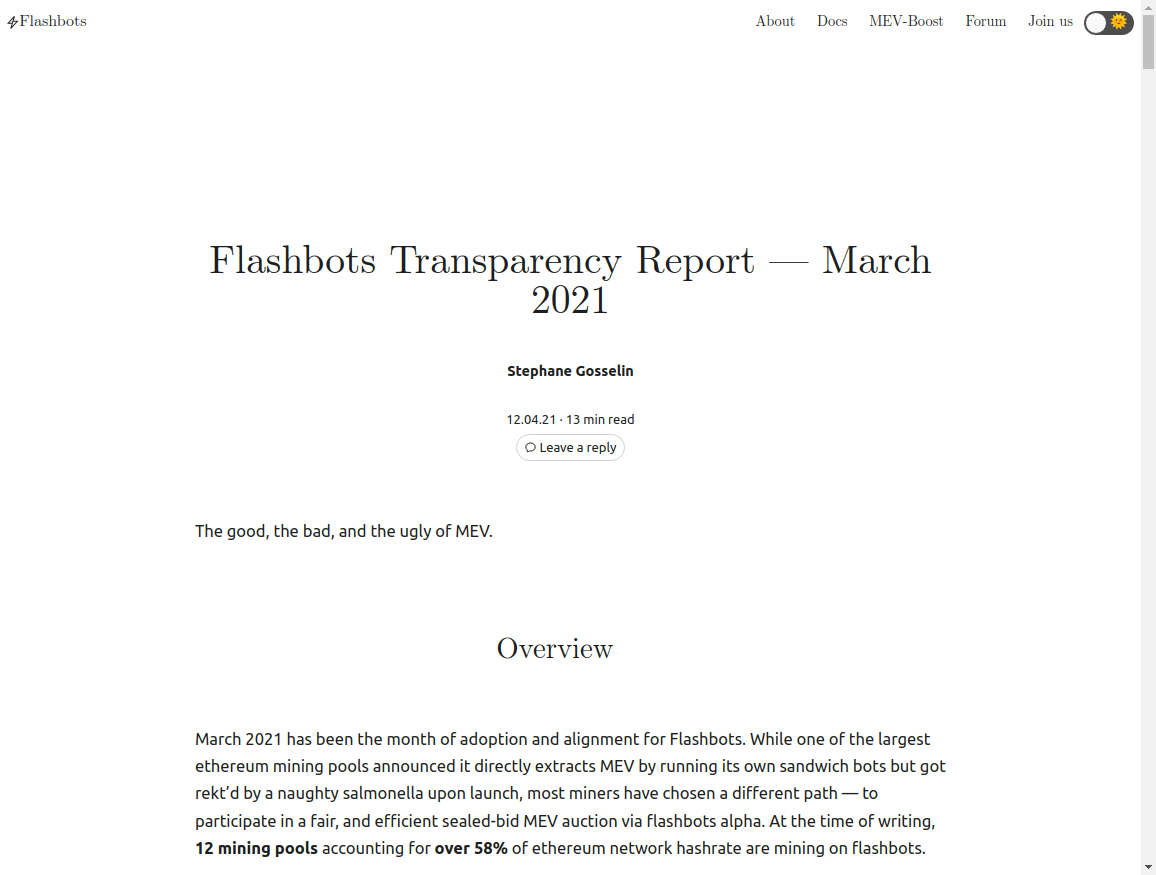 Flashbots
About Docs MEV-Boost Forum Join us
Flashbots Transparency Report — March
2021
Stephane Gosselin
12.04.21 · 13 min read
Leave a reply
The good, the bad, and the ugly of MEV.
Overview
March 2021 has been the month of adoption and alignment for Flashbots. While one of the largest
ethereum mining pools announced it directly extracts MEV by running its own sandwich bots but got
rekt’d by a naughty salmonella upon launch, most miners have chosen a different path — to
participate in a fair, and efficient sealed-bid MEV auction via flashbots alpha. At the time of writing,
12 mining pools accounting for over 58% of ethereum network hashrate are mining on flashbots.